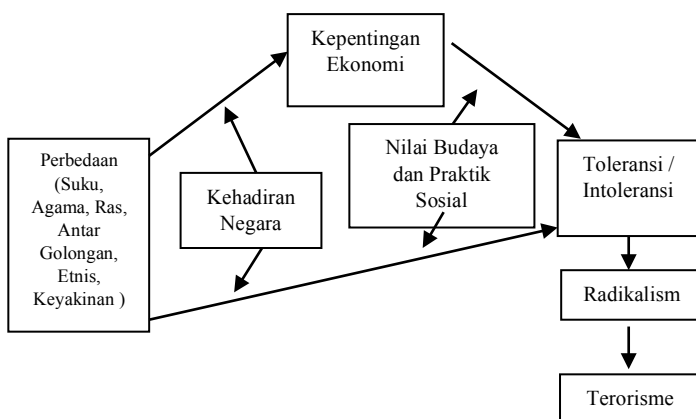 Kepentingan
Ekonomi
Perbedaan
(Suku,
Agama, Ras,
Antar
Golongan,
Etnis,
Keyakinan )
Kehadiran
Negara
Nilai Budaya
dan Praktik
Sosial
Toleransi /
Intoleransi
Radikalism
Terorisme